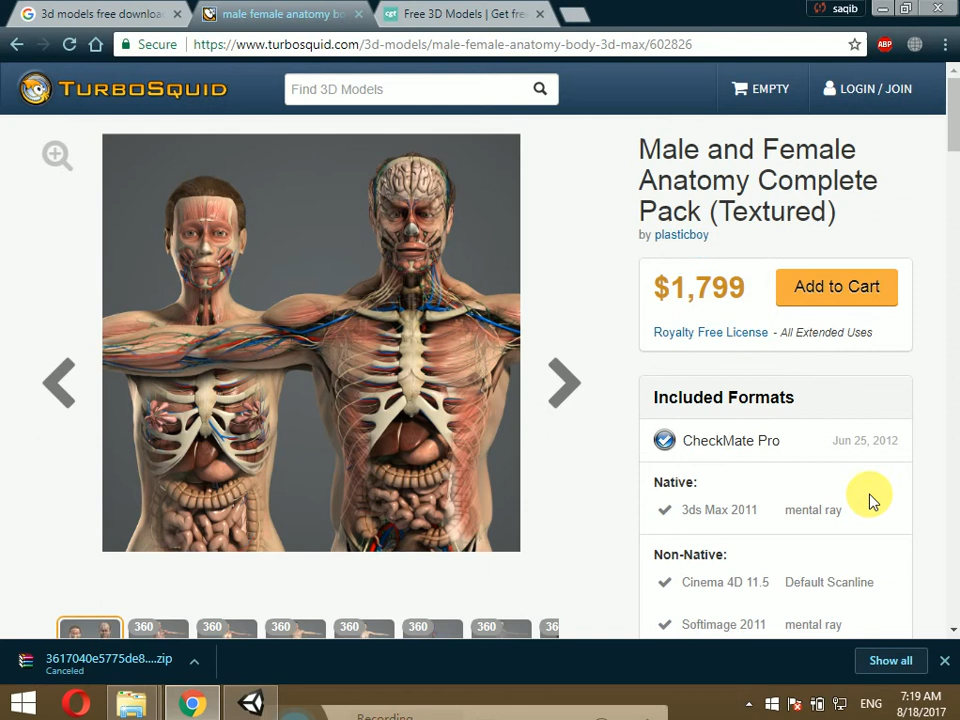 3d models free downloa
male female anatomy bo
Free 3D Models | Get fre
saqib
Secure
https://www.turbosquid.com/3d-models/male-female-anatomy-body-3d-max/602826
ABP
TURBOSQUID
Find 3D Models
EMPTY
LOGIN / JOIN
Male and Female
Anatomy Complete
Pack (Textured)
by plasticboy
$1,799
Add to Cart
Royalty Free License - All Extended Uses
Included Formats
CheckMate Pro
Jun 25, 2012
Native:
3ds Max 2011
mental ray
Non-Native:
Cinema 4D 11.5
Default Scanline
Softimage 2011
mental ray
360
360
360
360
360
360
36
3617040e5775de8....zip
Canceled
Show all
ENG
7:19 AM
8/18/2017
Recording